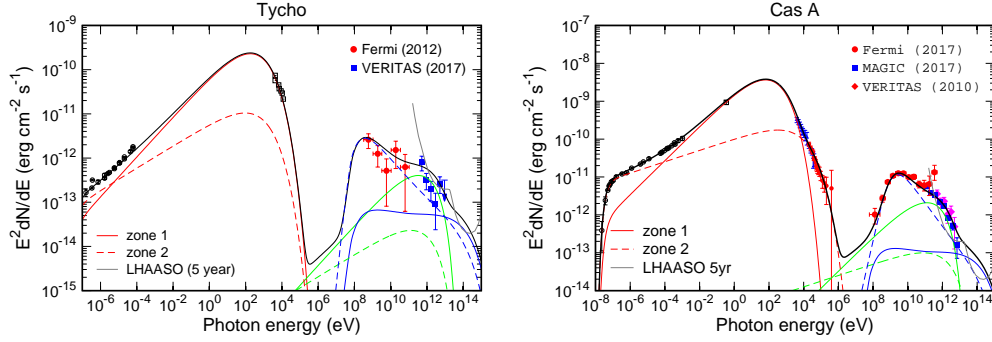 Tycho
E²dN/dE (erg cm⁻² s⁻¹)
10⁻⁹
10⁻¹⁰
10⁻¹¹
10⁻¹²
10⁻¹³
10⁻¹⁴
10⁻¹⁵
Fermi (2012)
VERITAS (2017)
zone 1
zone 2
LHAASO (5 year)
10⁻⁶ 10⁻⁴ 10⁻² 10⁰ 10² 10⁴ 10⁶ 10⁸ 10¹⁰ 10¹² 10¹⁴
Photon energy (eV)
Cas A
E²dN/dE (erg cm⁻² s⁻¹)
10⁻⁷
10⁻⁸
10⁻⁹
10⁻¹⁰
10⁻¹¹
10⁻¹²
10⁻¹³
10⁻¹⁴
Fermi (2017)
MAGIC (2017)
VERITAS (2010)
zone 1
zone 2
LHAASO 5yr
10⁻⁸ 10⁻⁶ 10⁻⁴ 10⁻² 10⁰ 10² 10⁴ 10⁶ 10⁸ 10¹⁰ 10¹² 10¹⁴
Photon energy (eV)